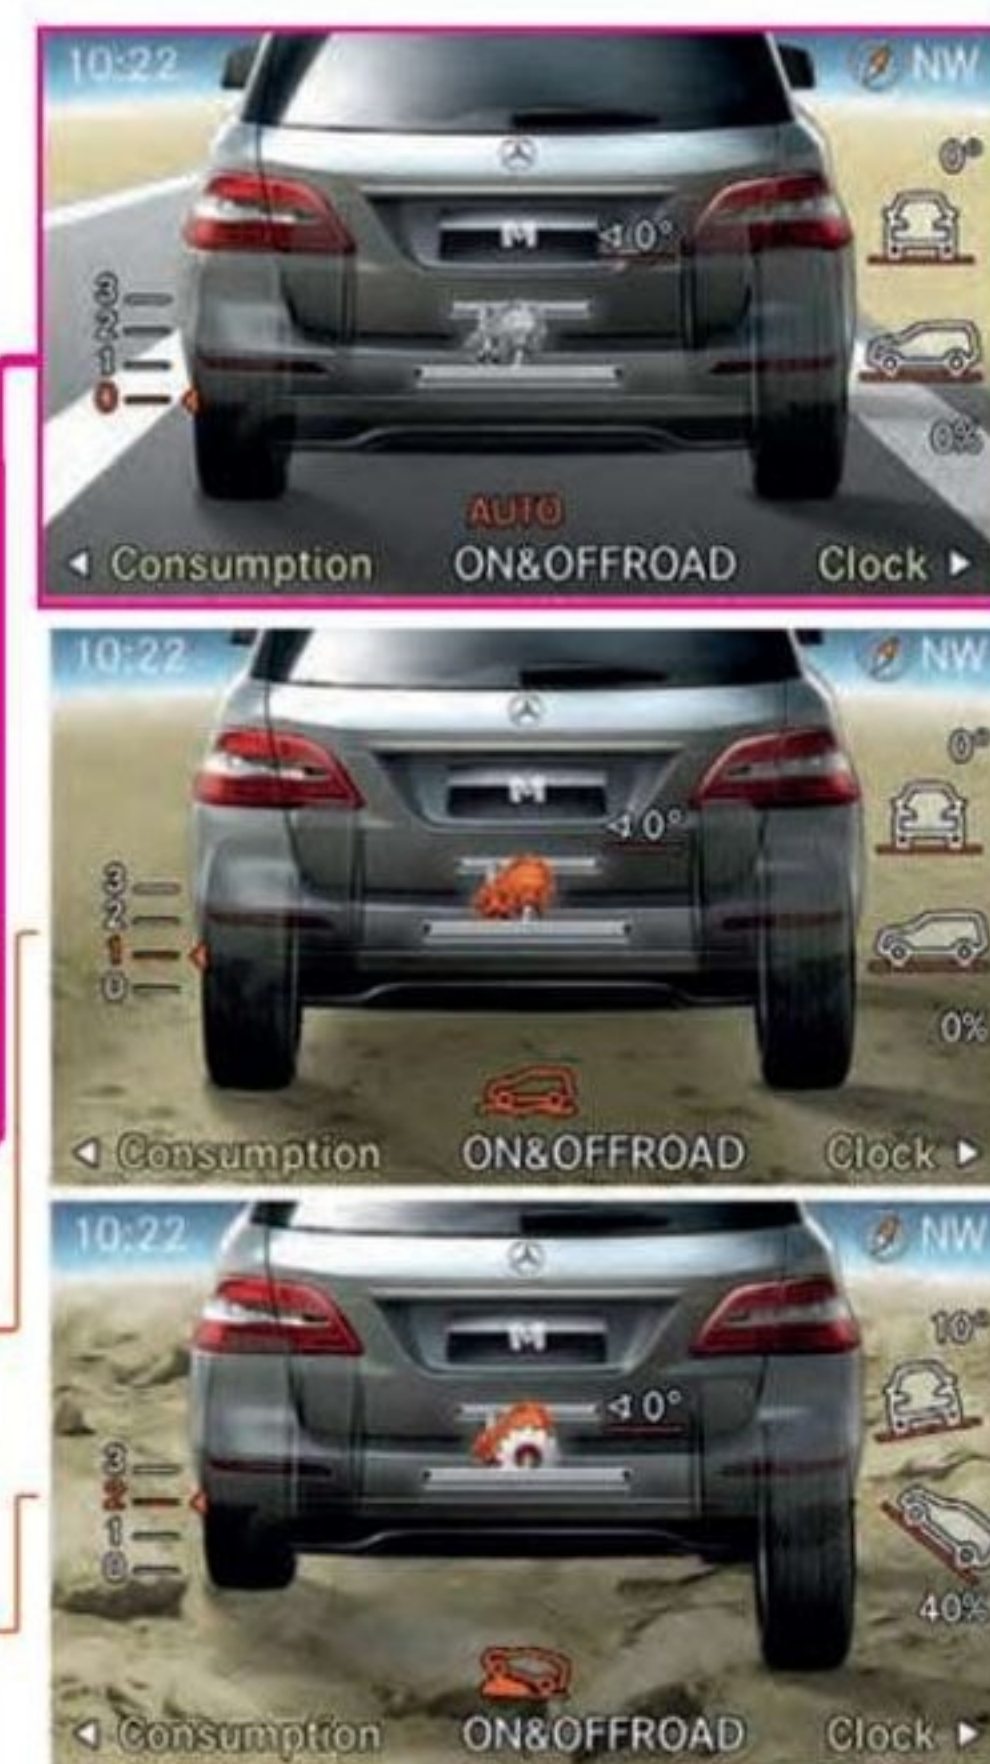 10:22 NW
0°
M 0°
3
2
1
0
0%
AUTO
Consumption ON&OFFROAD Clock
10:22 NW
0°
M 0°
3
2
1
0
0%
Consumption ON&OFFROAD Clock
10:22 NW
10°
M 0°
3
2
1
0
40%
Consumption ON&OFFROAD Clock